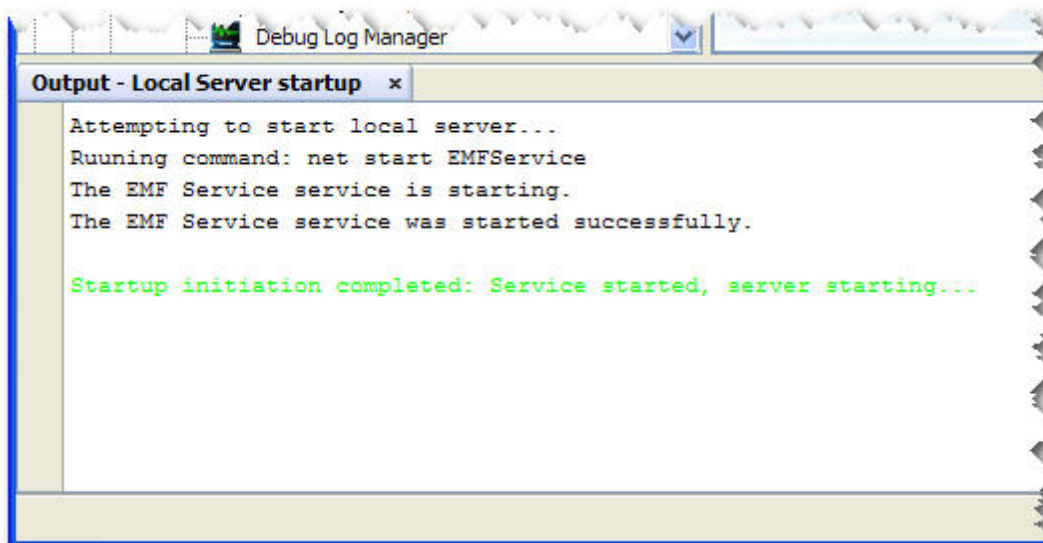 Debug Log Manager
Output - Local Server startup x
Attempting to start local server...
Ruuning command: net start EMFService
The EMF Service service is starting.
The EMF Service service was started successfully.
Startup initiation completed: Service started, server starting...